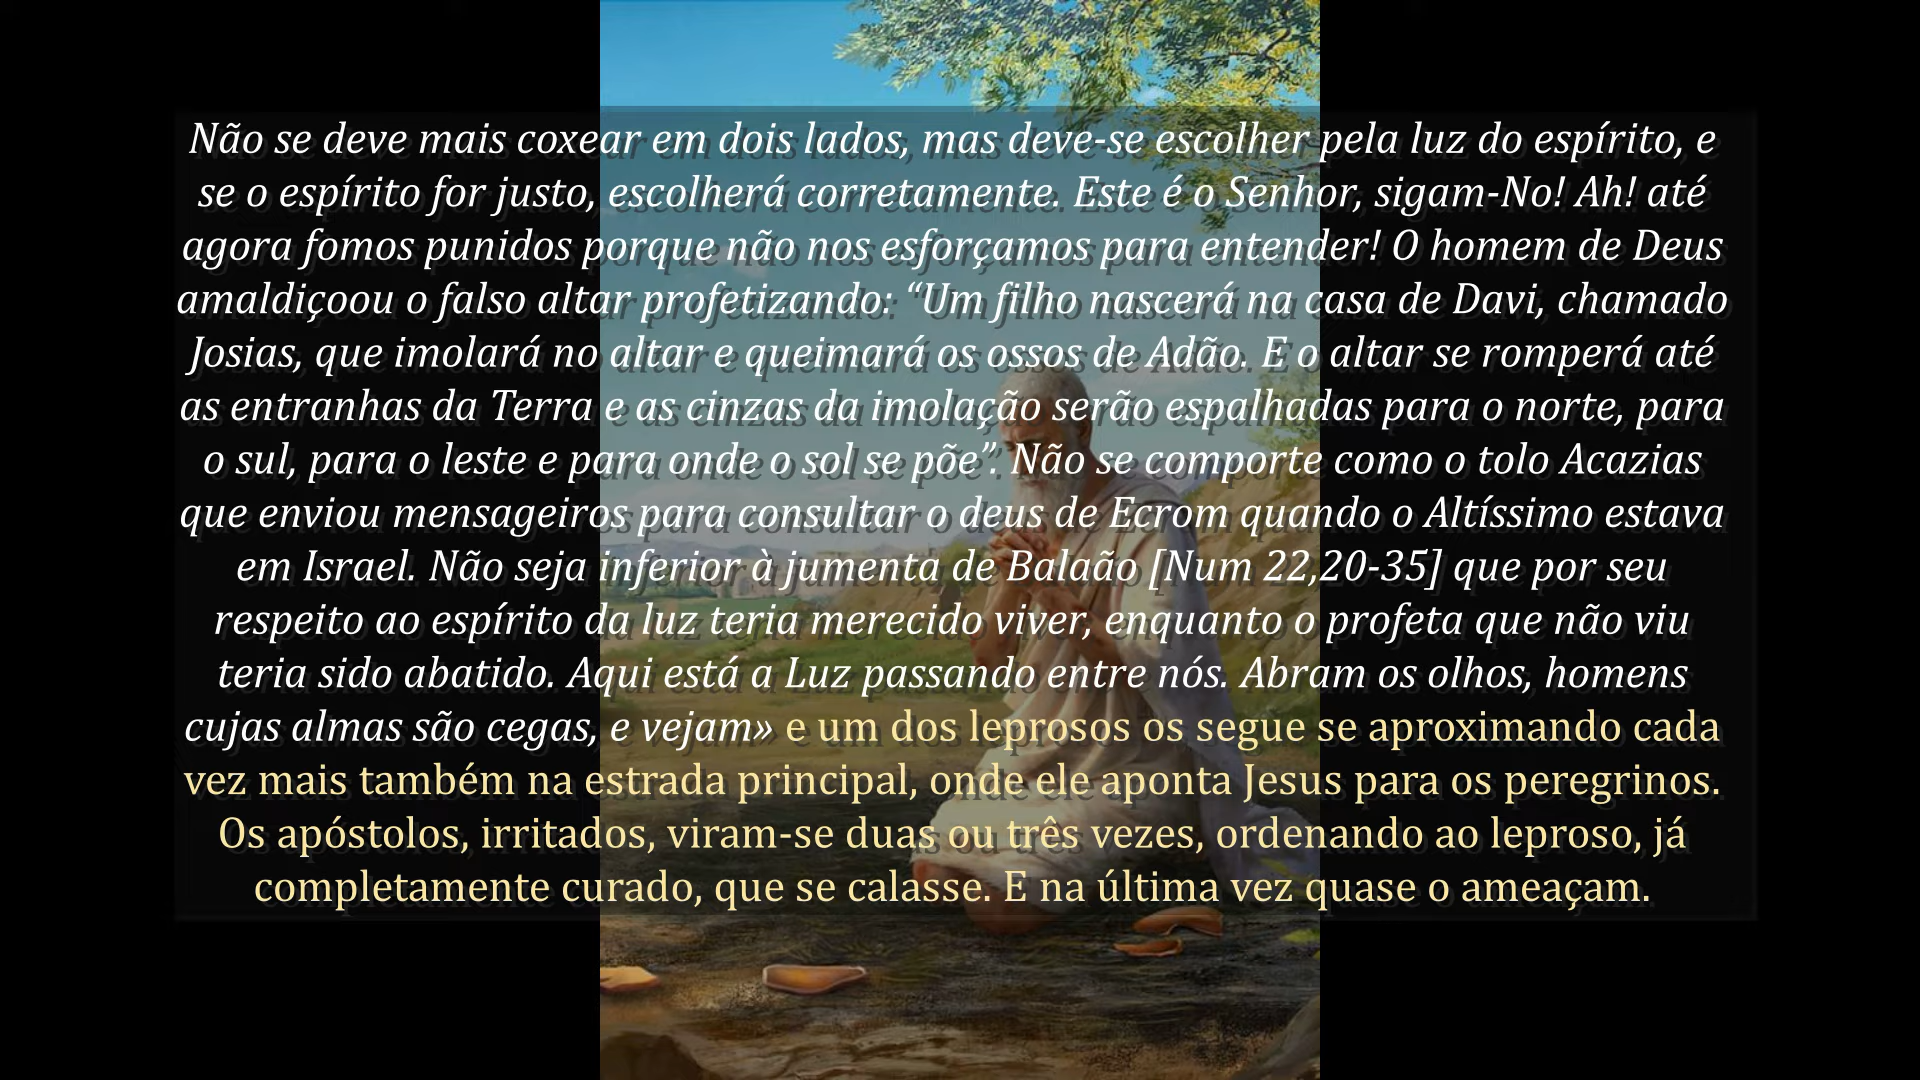 Não se deve mais coxear em dois lados, mas deve-se escolher pela luz do espírito, e
se o espírito for justo, escolherá corretamente. Este é o Senhor, sigam-No! Ah! até
agora fomos punidos porque não nos esforçamos para entender! O homem de Deus
amaldiçoou o falso altar profetizando: “Um filho nascerá na casa de Davi, chamado
Josias, que imolará no altar e queimará os ossos de Adão. E o altar se romperá até
as entranhas da Terra e as cinzas da imolação serão espalhadas para o norte, para
o sul, para o leste e para onde o sol se põe”. Não se comporte como o tolo Acazias
que enviou mensageiros para consultar o deus de Ecrom quando o Altíssimo estava
em Israel. Não seja inferior à jumenta de Balaão [Num 22,20-35] que por seu
respeito ao espírito da luz teria merecido viver, enquanto o profeta que não viu
teria sido abatido. Aqui está a Luz passando entre nós. Abram os olhos, homens
cujas almas são cegas, e vejam» e um dos leprosos os segue se aproximando cada
vez mais também na estrada principal, onde ele aponta Jesus para os peregrinos.
Os apóstolos, irritados, viram-se duas ou três vezes, ordenando ao leproso, já
completamente curado, que se calasse. E na última vez quase o ameaçam.